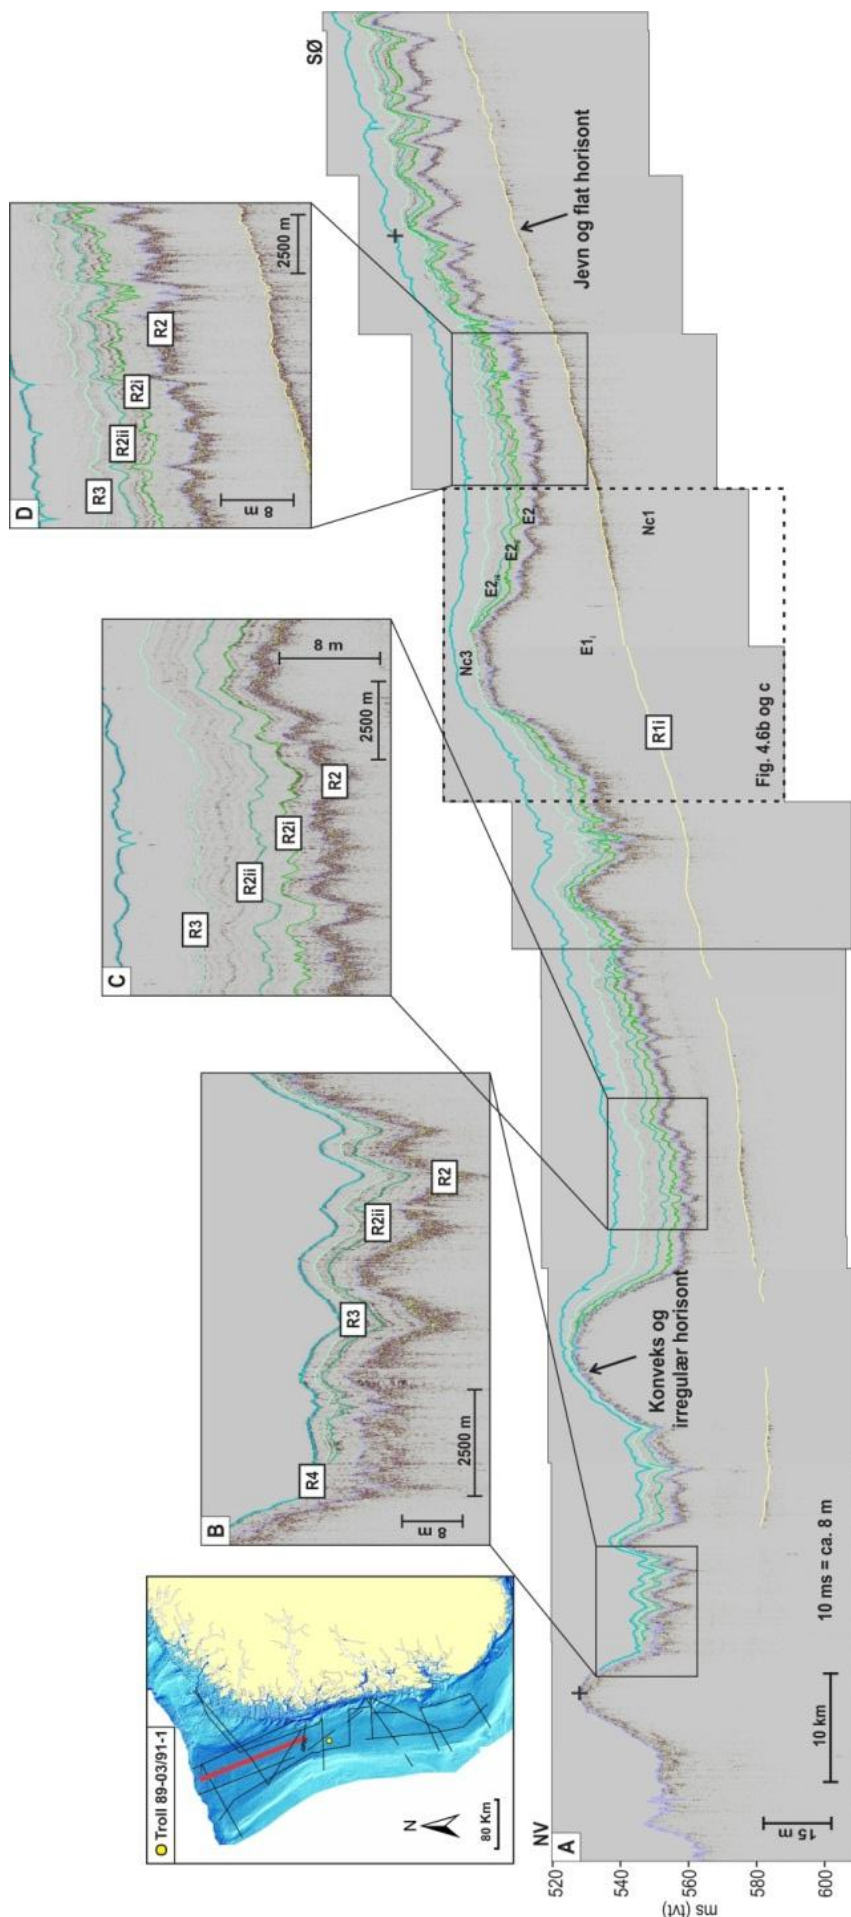 Troll 89-03/91-1
N
80 Km
B
R4
R3
R2ii
R2
8 m
2500 m
C
R3
R2ii
R2i
R2
8 m
2500 m
D
R3
R2ii
R2i
R2
8 m
2500 m
NV
SØ
A
520
540
560
580
600
ms (tvt)
15 m
10 km
10 ms = ca. 8 m
Konveks og
irregulær horisont
Nc3
E2ii
E2i
E2
E1i
Nc1
R1i
Fig. 4.6b og c
Jevn og flat horisont